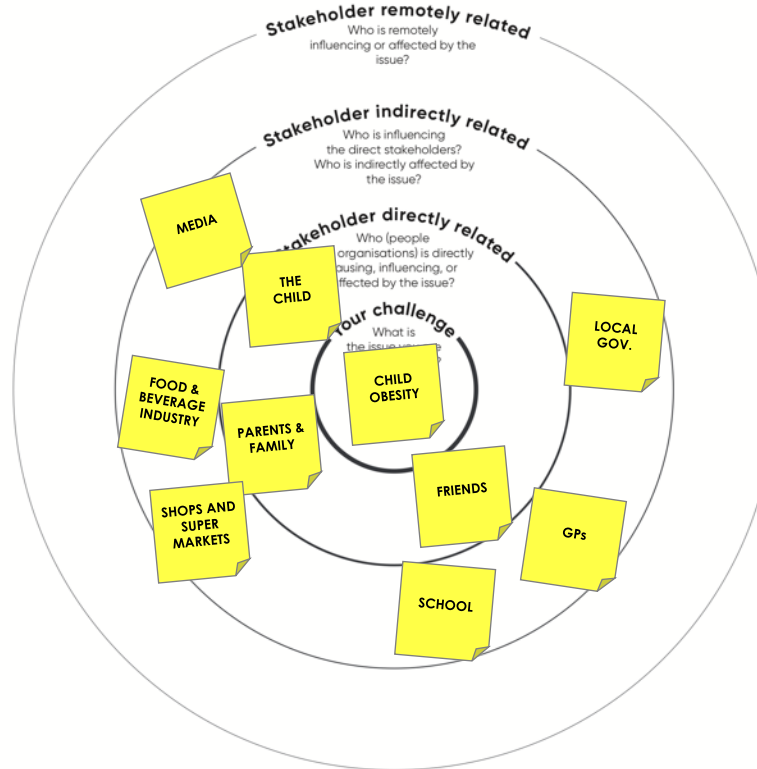 Stakeholder remotely related
Who is remotely
influencing or affected by the
issue?
Stakeholder indirectly related
Who is influencing
the direct stakeholders?
Who is indirectly affected by
the issue?
MEDIA
takeholder directly related
Who (people
organisations) is directly
ausing, influencing, or
ffected by the issue?
THE
CHILD
our challenge
What is
the issue
?
LOCAL
GOV.
CHILD
OBESITY
FOOD &
BEVERAGE
INDUSTRY
PARENTS &
FAMILY
FRIENDS
SHOPS AND
SUPER
MARKETS
GPs
SCHOOL